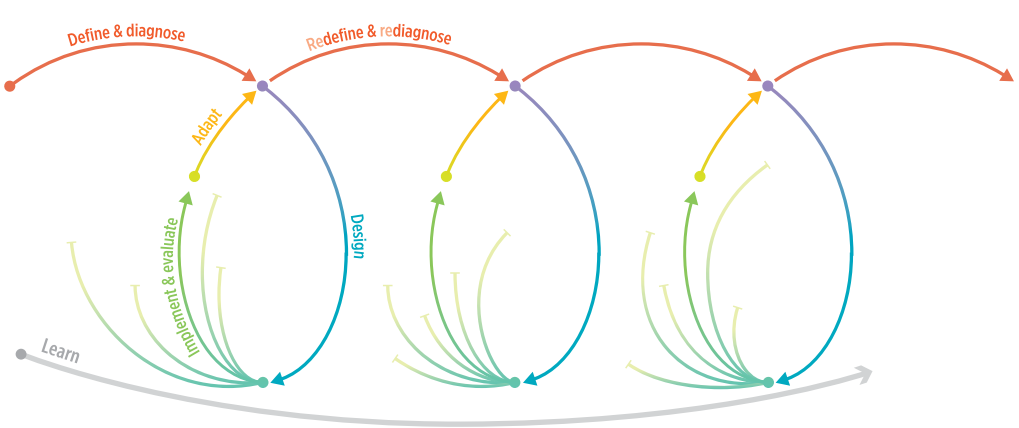 Define & diagnose
Redefine & rediagnose
Adapt
Design
Implement & evaluate
Learn